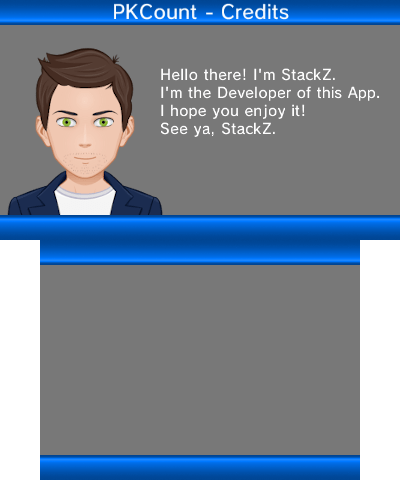 PKCount - Credits
Hello there! I'm StackZ.
I'm the Developer of this App.
I hope you enjoy it!
See ya, StackZ.